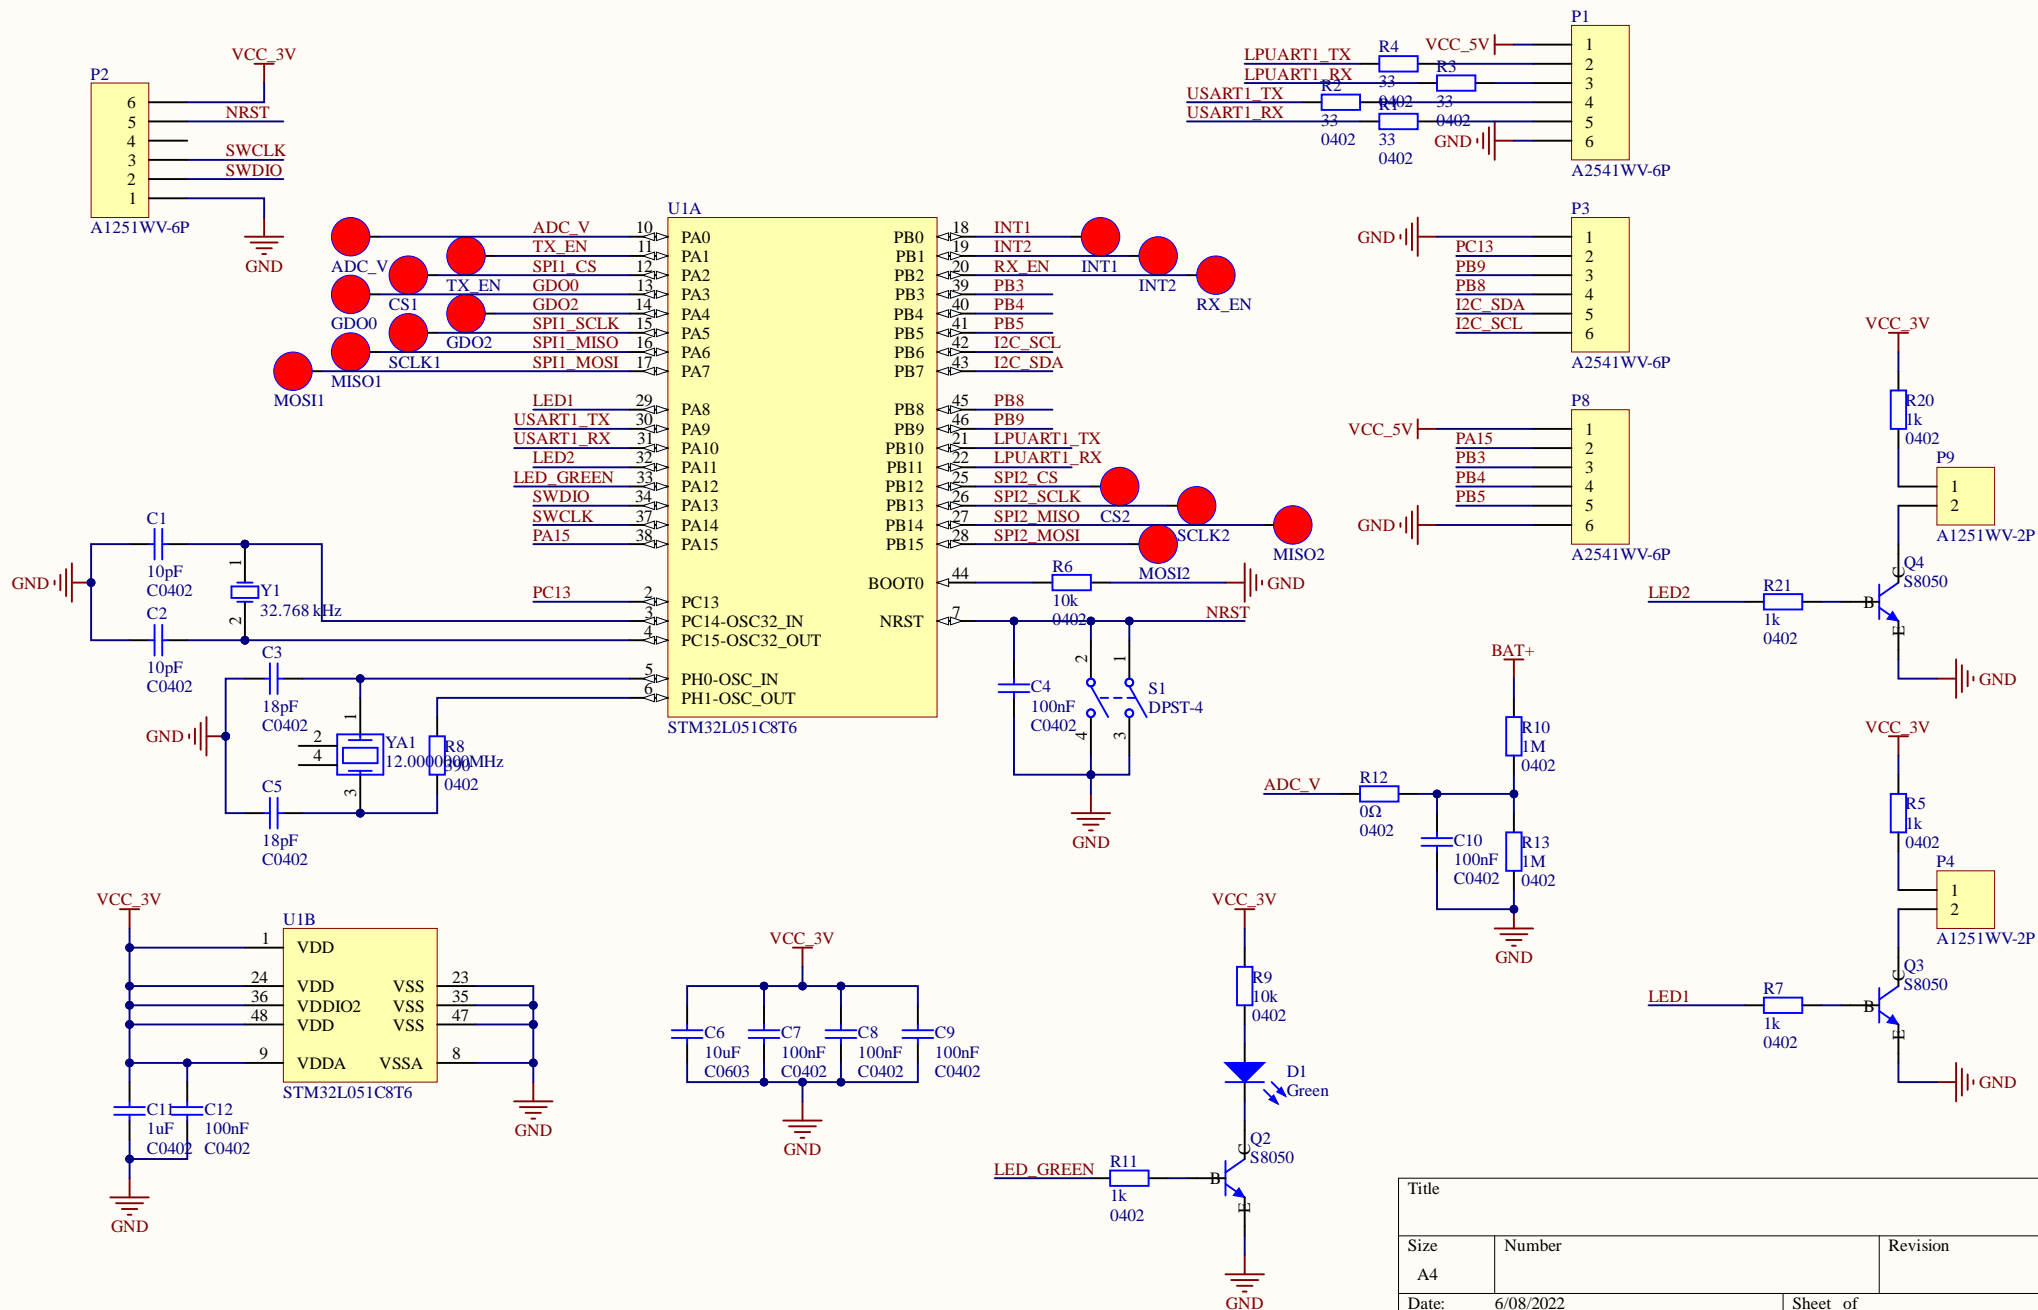 P2
VCC_3V
6
5
4
3
2
1
NRST
SWCLK
SWDIO
A1251WV-6P
GND
P1
VCC_5V
1
2
3
4
5
6
LPUART1_TX
R4
33
0402
LPUART1_RX
R3
33
0402
USART1_TX
R2
33
0402
USART1_RX
R1
33
0402
GND
A2541WV-6P
U1A
ADC_V 10 PA0
TX_EN 11 PA1
SPI1_CS 12 PA2
GDO0 13 PA3
GDO2 14 PA4
SPI1_SCLK 15 PA5
SPI1_MISO 16 PA6
SPI1_MOSI 17 PA7
LED1 29 PA8
USART1_TX 30 PA9
USART1_RX 31 PA10
LED2 32 PA11
LED_GREEN 33 PA12
SWDIO 34 PA13
SWCLK 37 PA14
PA15 38 PA15
PC13 2 PC13
3 PC14-OSC32_IN
4 PC15-OSC32_OUT
5 PH0-OSC_IN
6 PH1-OSC_OUT
ADC_V
TX_EN
CS1
GDO0
GDO2
SCLK1
MISO1
MOSI1
PB0 18 INT1
PB1 19 INT2
PB2 20 RX_EN
PB3 39 PB3
PB4 40 PB4
PB5 41 PB5
PB6 42 I2C_SCL
PB7 43 I2C_SDA
PB8 45 PB8
PB9 46 PB9
PB10 21 LPUART1_TX
PB11 22 LPUART1_RX
PB12 25 SPI2_CS
PB13 26 SPI2_SCLK
PB14 27 SPI2_MISO
PB15 28 SPI2_MOSI
BOOT0 44
NRST 7 NRST
INT1
INT2
RX_EN
CS2
SCLK2
MISO2
MOSI2
STM32L051C8T6
R6
10k
0402
GND
C4
100nF
C0402
2 1
4 3
S1
DPST-4
GND
P3
GND 1
PC13 2
PB9 3
PB8 4
I2C_SDA 5
I2C_SCL 6
A2541WV-6P
P8
VCC_5V 1
PA15 2
PB3 3
PB4 4
PB5 5
GND 6
A2541WV-6P
VCC_3V
R20
1k
0402
P9
1
2
A1251WV-2P
Q4
S8050
C
B
E
LED2
R21
1k
0402
GND
C1
10pF
C0402
GND
1
Y1
32.768 kHz
2
C2
10pF
C0402
C3
18pF
C0402
GND
1
2
4
YA1
12.0000000MHz
3
R8
390
0402
C5
18pF
C0402
BAT+
R10
1M
0402
ADC_V
R12
0Ω
0402
C10
100nF
C0402
R13
1M
0402
GND
VCC_3V
R5
1k
0402
P4
1
2
A1251WV-2P
Q3
S8050
C
B
E
LED1
R7
1k
0402
GND
VCC_3V
U1B
1 VDD
24 VDD
36 VDDIO2
48 VDD
9 VDDA
VSS 23
VSS 35
VSS 47
VSSA 8
STM32L051C8T6
GND
C11
1uF
C0402
C12
100nF
C0402
GND
VCC_3V
C6
10uF
C0603
C7
100nF
C0402
C8
100nF
C0402
C9
100nF
C0402
GND
VCC_3V
R9
10k
0402
D1
Green
Q2
S8050
C
B
E
LED_GREEN
R11
1k
0402
GND
Title
Size
A4
Number
Revision
Date:
6/08/2022
Sheet of